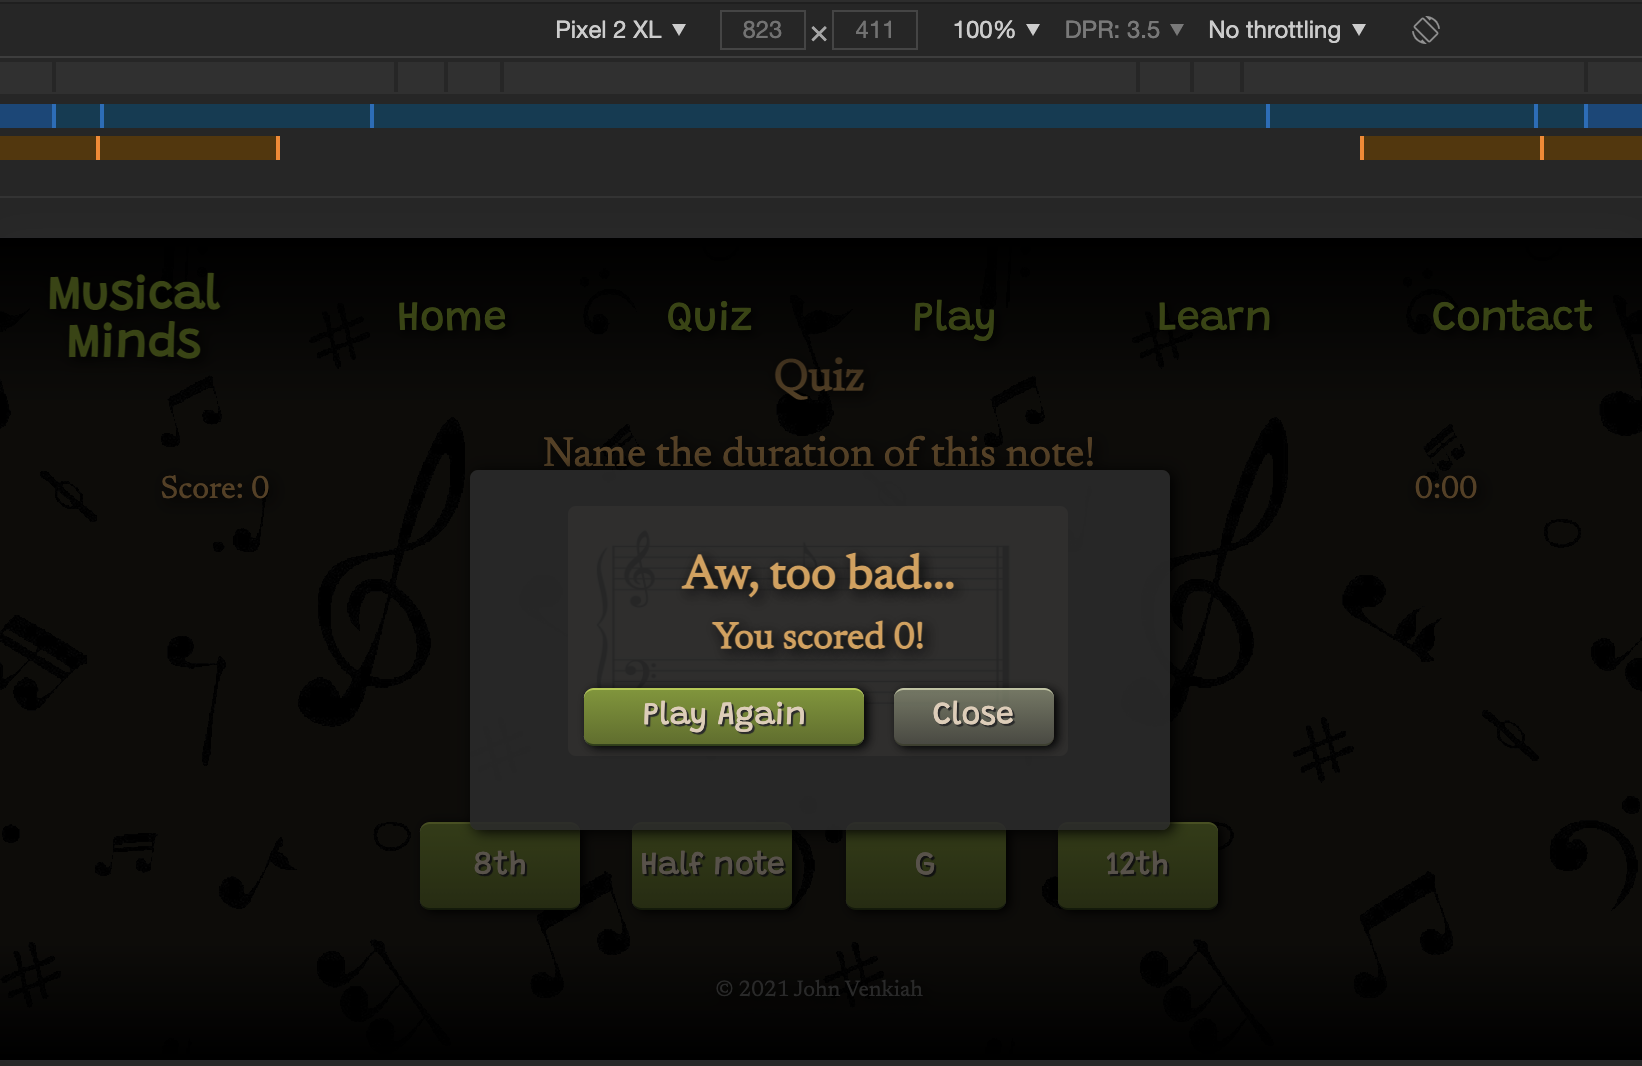 Pixel 2 XL ▼ 823 × 411 100% ▼ DPR: 3.5 ▼ No throttling ▼
Musical
Minds
Home Quiz Play Learn Contact
Quiz
Name the duration of this note!
Score: 0
0:00
Aw, too bad...
You scored 0!
Play Again Close
8th Half note G 12th
© 2021 John Venkiah